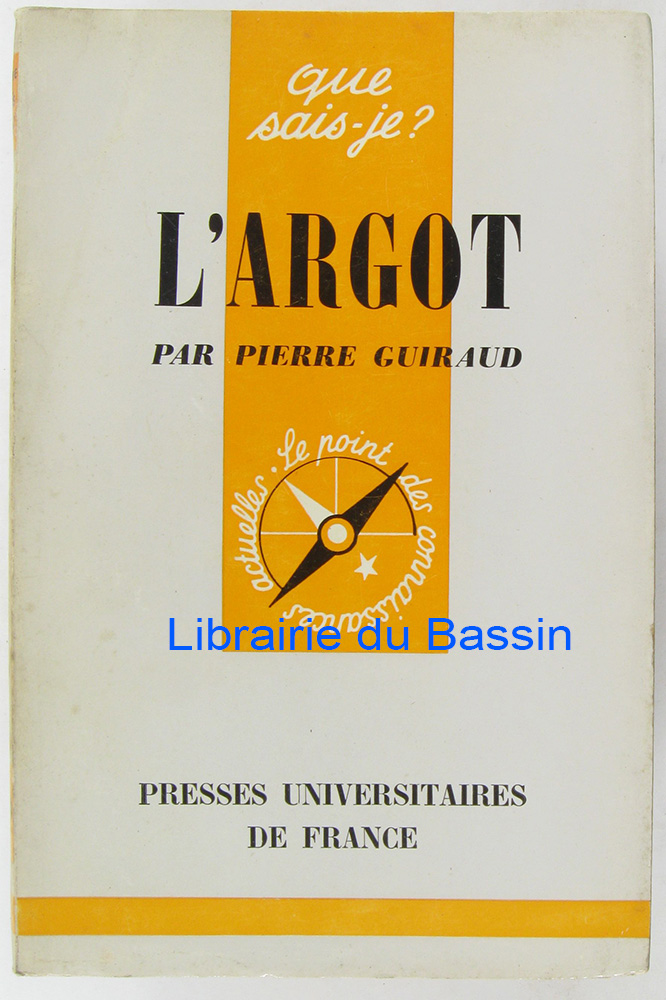 que
sais-je?
L'ARGOT
PAR PIERRE GUIRAUD
Le point des connaissances actuelles.
Librairie du Bassin
PRESSES UNIVERSITAIRES
DE FRANCE